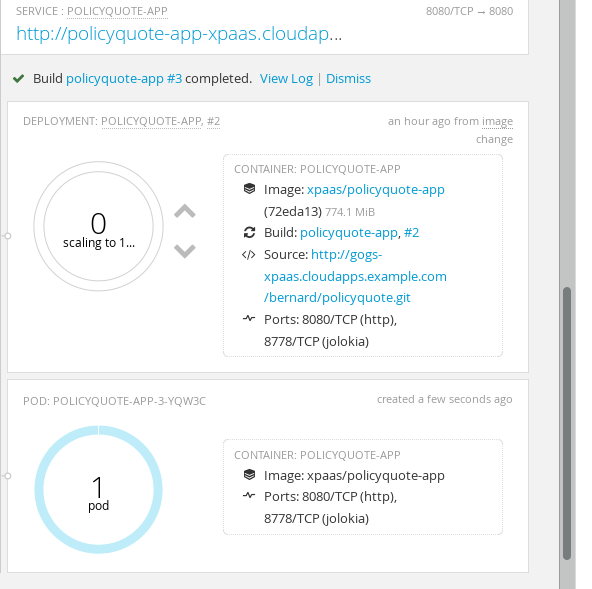 SERVICE : POLICYQUOTE-APP 8080/TCP → 8080
http://policyquote-app-xpaas.cloudap...
Build policyquote-app #3 completed. View Log | Dismiss
DEPLOYMENT: POLICYQUOTE-APP, #2 an hour ago from image
change
CONTAINER: POLICYQUOTE-APP
Image: xpaas/policyquote-app
(72eda13) 774.1 MiB
Build: policyquote-app, #2
Source: http://gogs-
xpaas.cloudapps.example.com
/bernard/policyquote.git
Ports: 8080/TCP (http),
8778/TCP (jolokia)
0
scaling to 1...
POD: POLICYQUOTE-APP-3-YQW3C created a few seconds ago
CONTAINER: POLICYQUOTE-APP
Image: xpaas/policyquote-app
Ports: 8080/TCP (http),
8778/TCP (jolokia)
1
pod